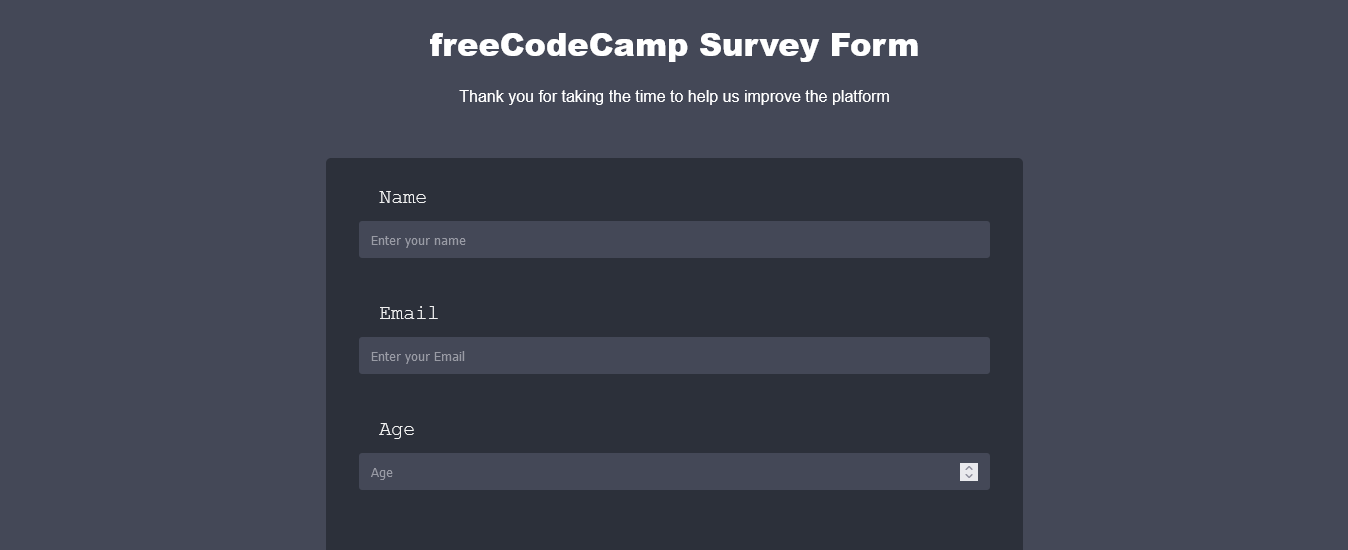 freeCodeCamp Survey Form
Thank you for taking the time to help us improve the platform
Name
Enter your name
Email
Enter your Email
Age
Age